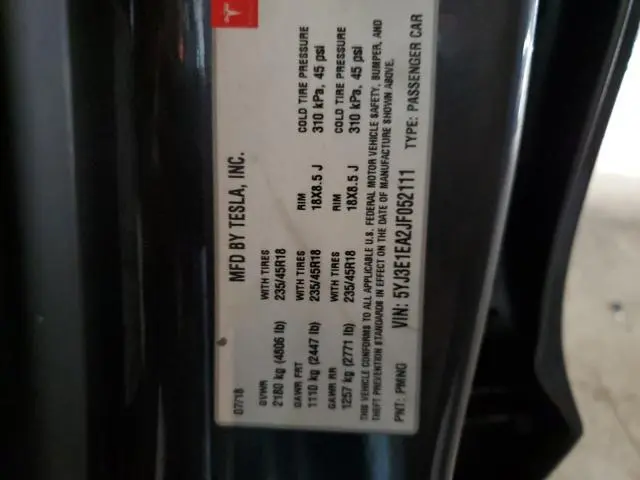 07/18 MFD BY TESLA, INC.
GVWR WITH TIRES
2180 kg (4806 lb) 235/45R18
GAWR FRT WITH TIRES RIM COLD TIRE PRESSURE
1110 kg (2447 lb) 235/45R18 18X8.5 J 310 kPa, 45 psi
GAWR RR WITH TIRES RIM COLD TIRE PRESSURE
1257 kg (2771 lb) 235/45R18 18X8.5 J 310 kPa, 45 psi
THIS VEHICLE CONFORMS TO ALL APPLICABLE U.S. FEDERAL MOTOR VEHICLE SAFETY, BUMPER, AND
THEFT PREVENTION STANDARDS IN EFFECT ON THE DATE OF MANUFACTURE SHOWN ABOVE.
PNT: PMNG VIN: 5YJ3E1EA2JF052111 TYPE: PASSENGER CAR